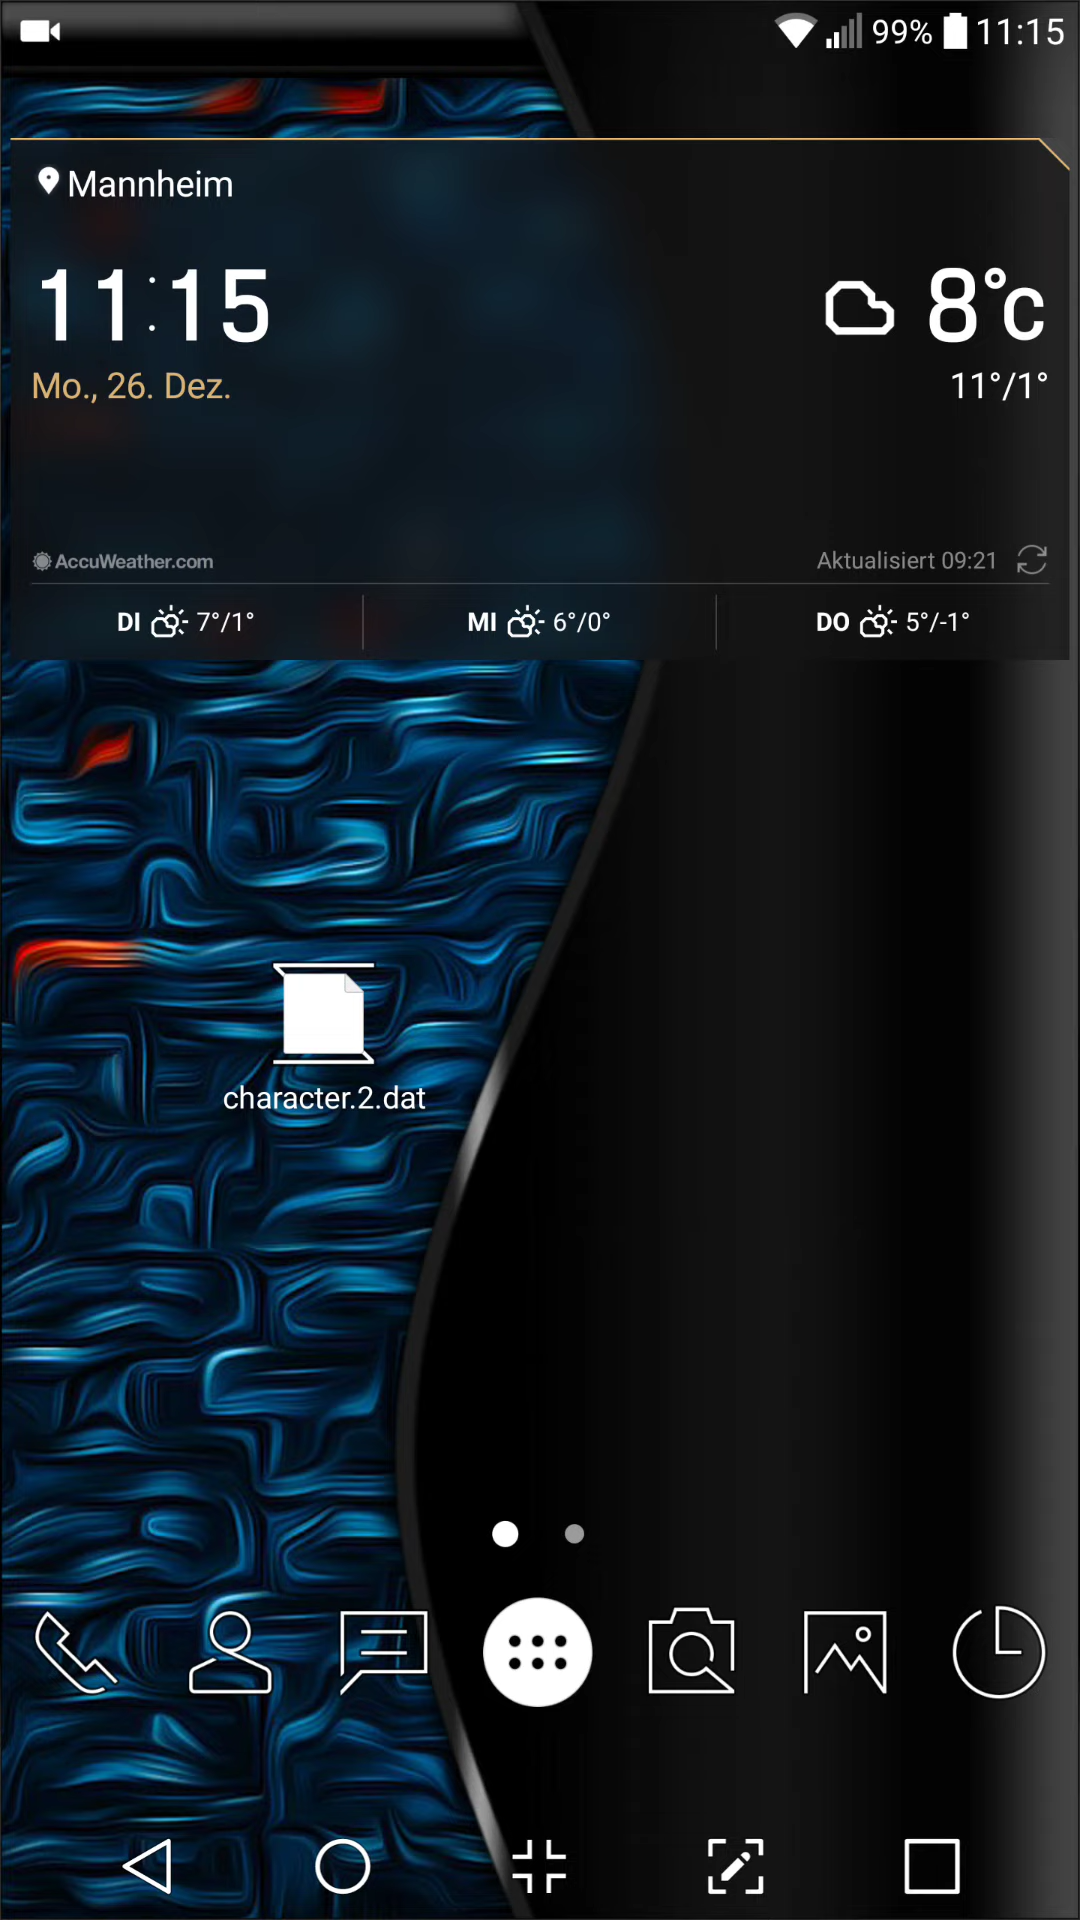 99% 11:15
Mannheim
11:15
8°c
Mo., 26. Dez.
11°/1°
AccuWeather.com
Aktualisiert 09:21
DI 7°/1°
MI 6°/0°
DO 5°/-1°
character.2.dat